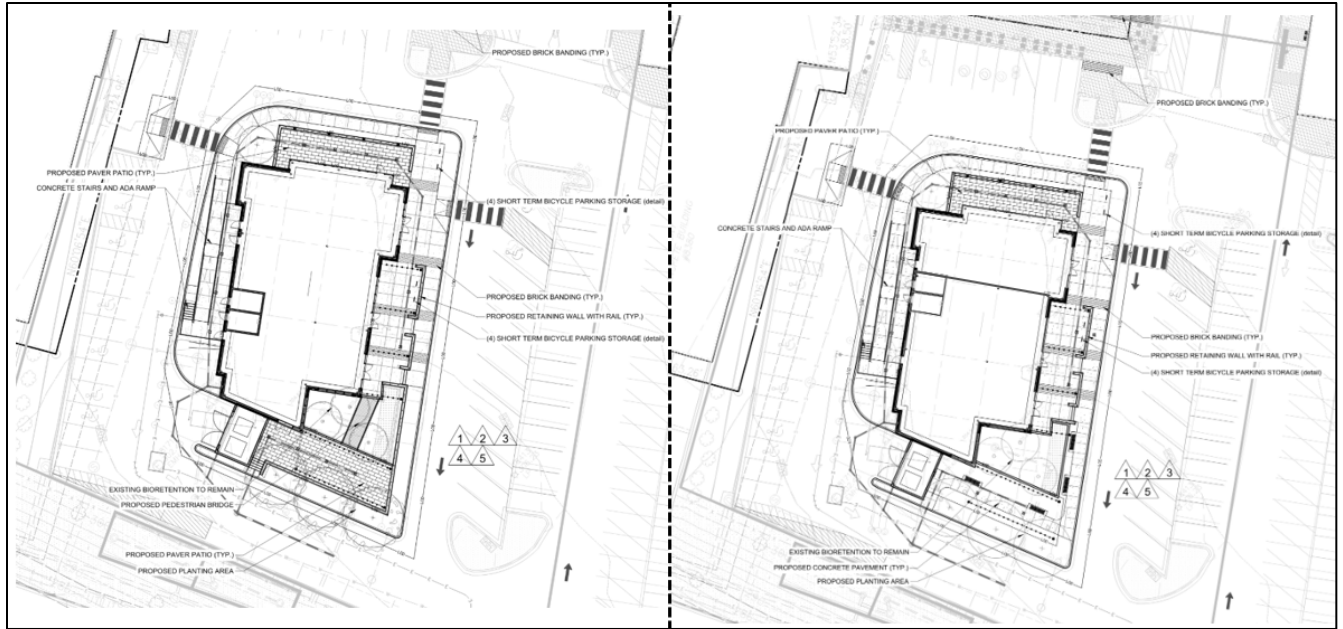 PROPOSED BRICK BANDING (TYP.)
PROPOSED PAVER PATIO (TYP.)
CONCRETE STAIRS AND ADA RAMP
(4) SHORT TERM BICYCLE PARKING STORAGE (detail)
PROPOSED BRICK BANDING (TYP.)
PROPOSED RETAINING WALL WITH RAIL (TYP.)
(4) SHORT TERM BICYCLE PARKING STORAGE (detail)
1 2 3
4 5
EXISTING BIORETENTION TO REMAIN
PROPOSED PEDESTRIAN BRIDGE
PROPOSED PAVER PATIO (TYP.)
PROPOSED PLANTING AREA
PROPOSED BRICK BANDING (TYP.)
PROPOSED PAVER PATIO (TYP.)
CONCRETE STAIRS AND ADA RAMP
(4) SHORT TERM BICYCLE PARKING STORAGE (detail)
PROPOSED BRICK BANDING (TYP.)
PROPOSED RETAINING WALL WITH RAIL (TYP.)
(4) SHORT TERM BICYCLE PARKING STORAGE (detail)
1 2 3
4 5
EXISTING BIORETENTION TO REMAIN
PROPOSED CONCRETE PAVEMENT (TYP.)
PROPOSED PLANTING AREA